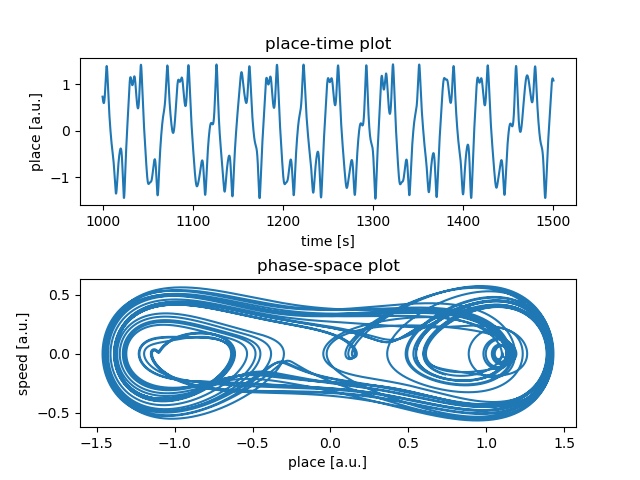 place-time plot
1
0
−1
place [a.u.]
1000 1100 1200 1300 1400 1500
time [s]
phase-space plot
0.5
0.0
−0.5
speed [a.u.]
−1.5 −1.0 −0.5 0.0 0.5 1.0 1.5
place [a.u.]